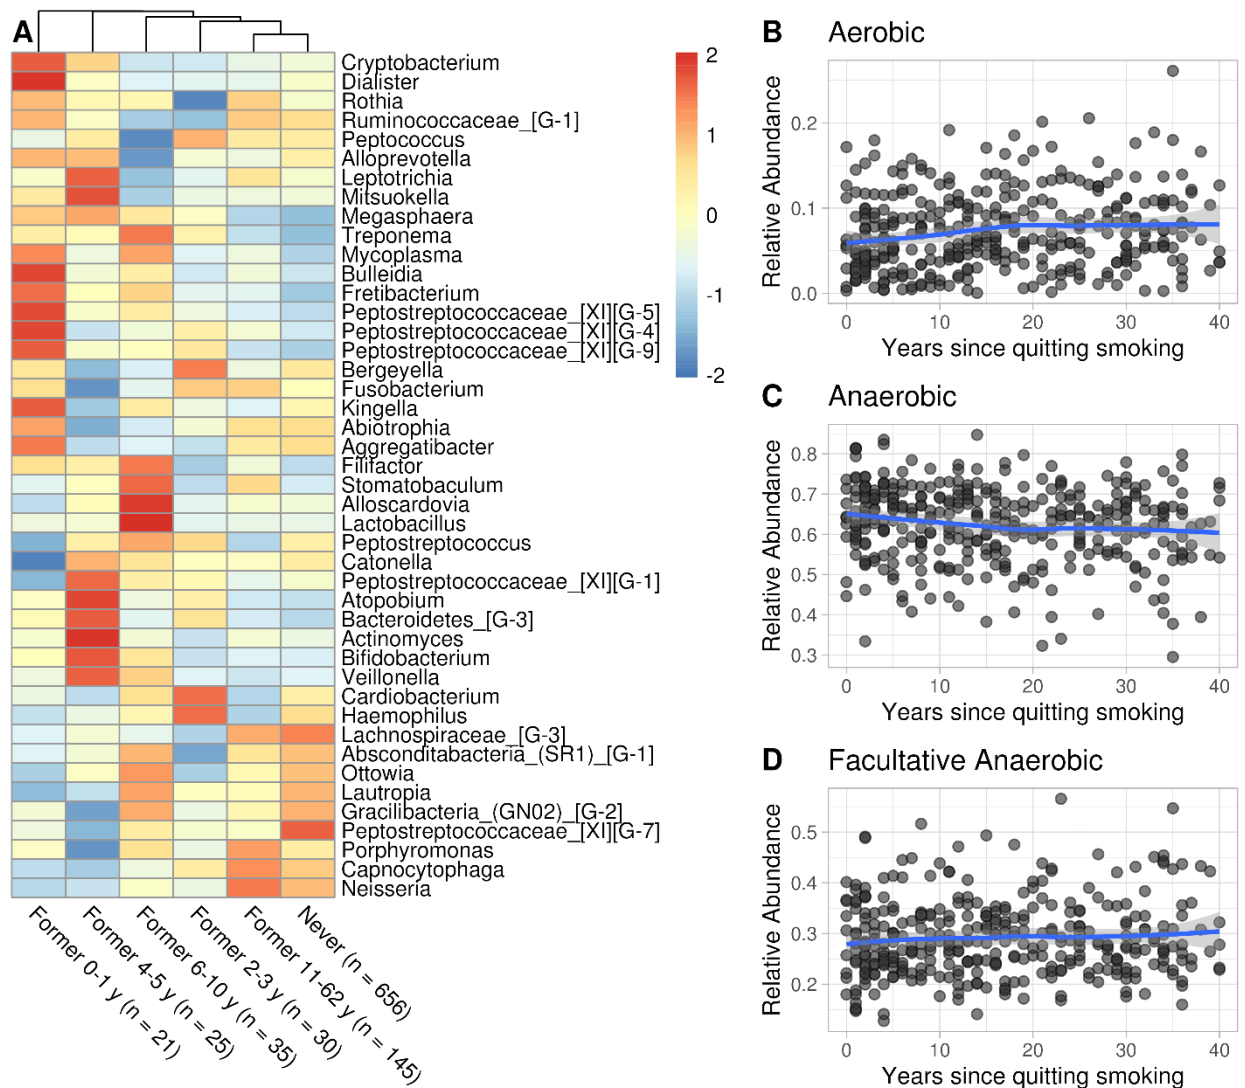 A
Cryptobacterium
Dialister
Rothia
Ruminococcaceae_[G-1]
Peptococcus
Alloprevotella
Leptotrichia
Mitsuokella
Megasphaera
Treponema
Mycoplasma
Bulleidia
Fretibacterium
Peptostreptococcaceae_[XI][G-5]
Peptostreptococcaceae_[XI][G-4]
Peptostreptococcaceae_[XI][G-9]
Bergeyella
Fusobacterium
Kingella
Abiotrophia
Aggregatibacter
Filifactor
Stomatobaculum
Alloscardovia
Lactobacillus
Peptostreptococcus
Catonella
Peptostreptococcaceae_[XI][G-1]
Atopobium
Bacteroidetes_[G-3]
Actinomyces
Bifidobacterium
Veillonella
Cardiobacterium
Haemophilus
Lachnospiraceae_[G-3]
Absconditabacteria_(SR1)_[G-1]
Ottowia
Lautropia
Gracilibacteria_(GN02)_[G-2]
Peptostreptococcaceae_[XI][G-7]
Porphyromonas
Capnocytophaga
Neisseria
Former 0-1 y (n = 21)
Former 4-5 y (n = 25)
Former 6-10 y (n = 35)
Former 2-3 y (n = 30)
Former 11-62 y (n = 145)
Never (n = 656)
2
1
0
-1
-2
B Aerobic
Relative Abundance
0.2
0.1
0.0
0 10 20 30 40
Years since quitting smoking
C Anaerobic
Relative Abundance
0.8
0.7
0.6
0.5
0.4
0.3
0 10 20 30 40
Years since quitting smoking
D Facultative Anaerobic
Relative Abundance
0.5
0.4
0.3
0.2
0 10 20 30 40
Years since quitting smoking